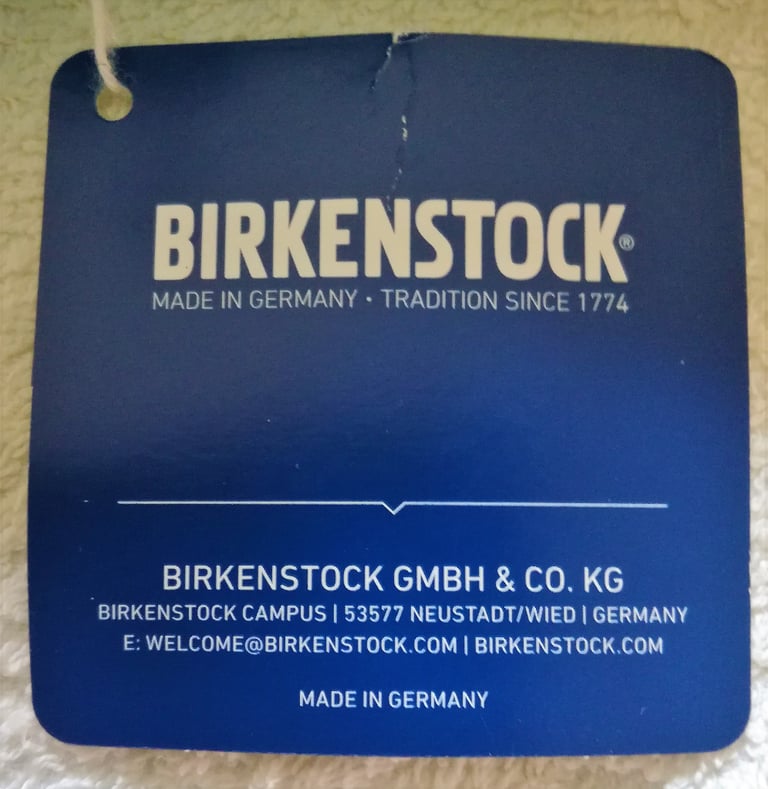 BIRKENSTOCK®
MADE IN GERMANY • TRADITION SINCE 1774
BIRKENSTOCK GMBH & CO. KG
BIRKENSTOCK CAMPUS | 53577 NEUSTADT/WIED | GERMANY
E: WELCOME@BIRKENSTOCK.COM | BIRKENSTOCK.COM
MADE IN GERMANY